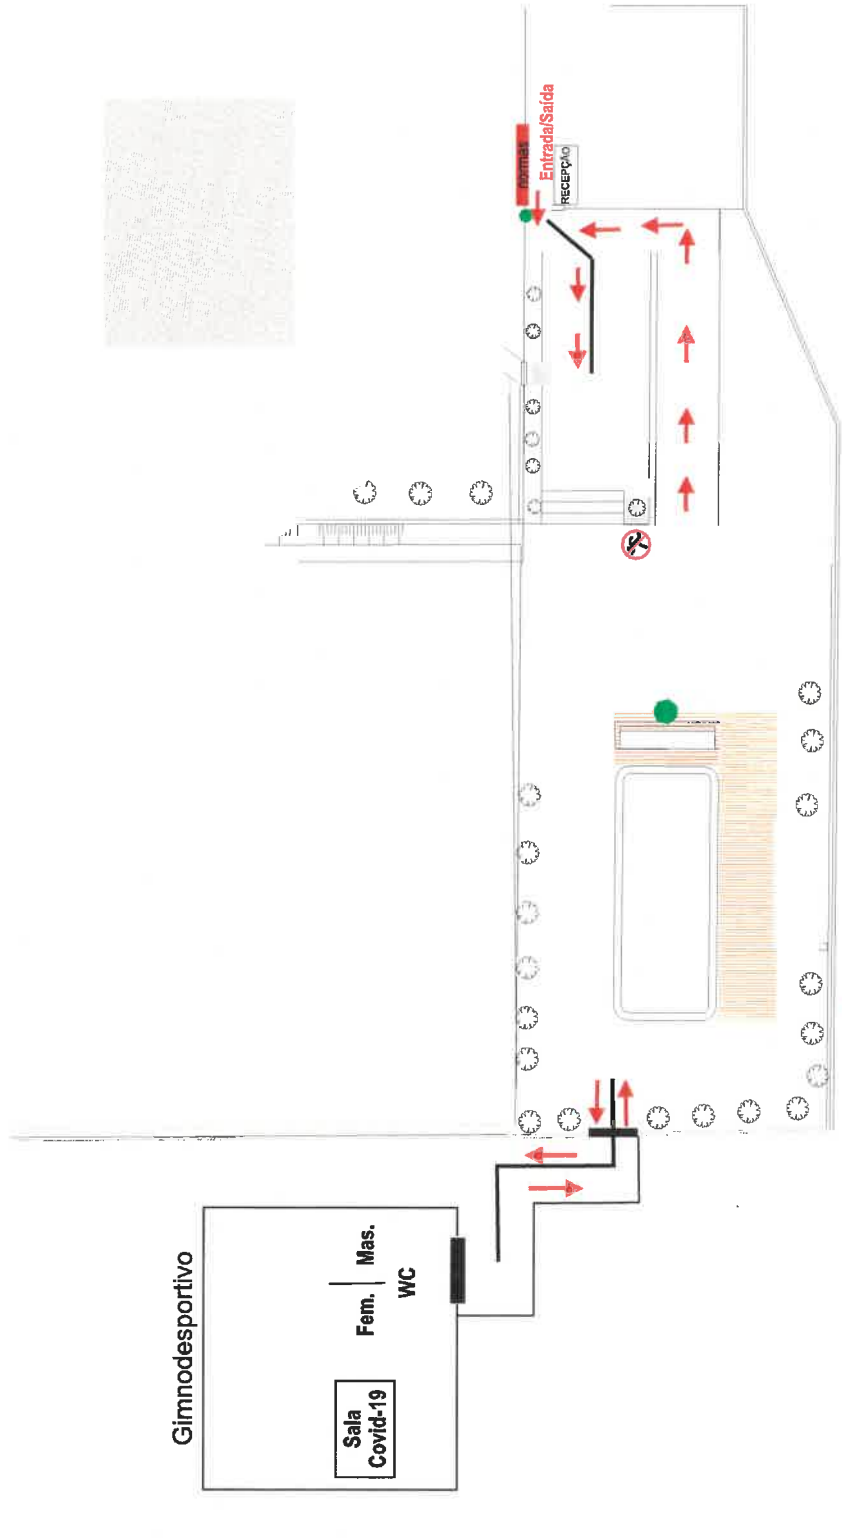 normas
Entrada/Saída
RECEPÇÃO
Gimnodesportivo
Fem. Mas.
WC
Sala
Covid-19